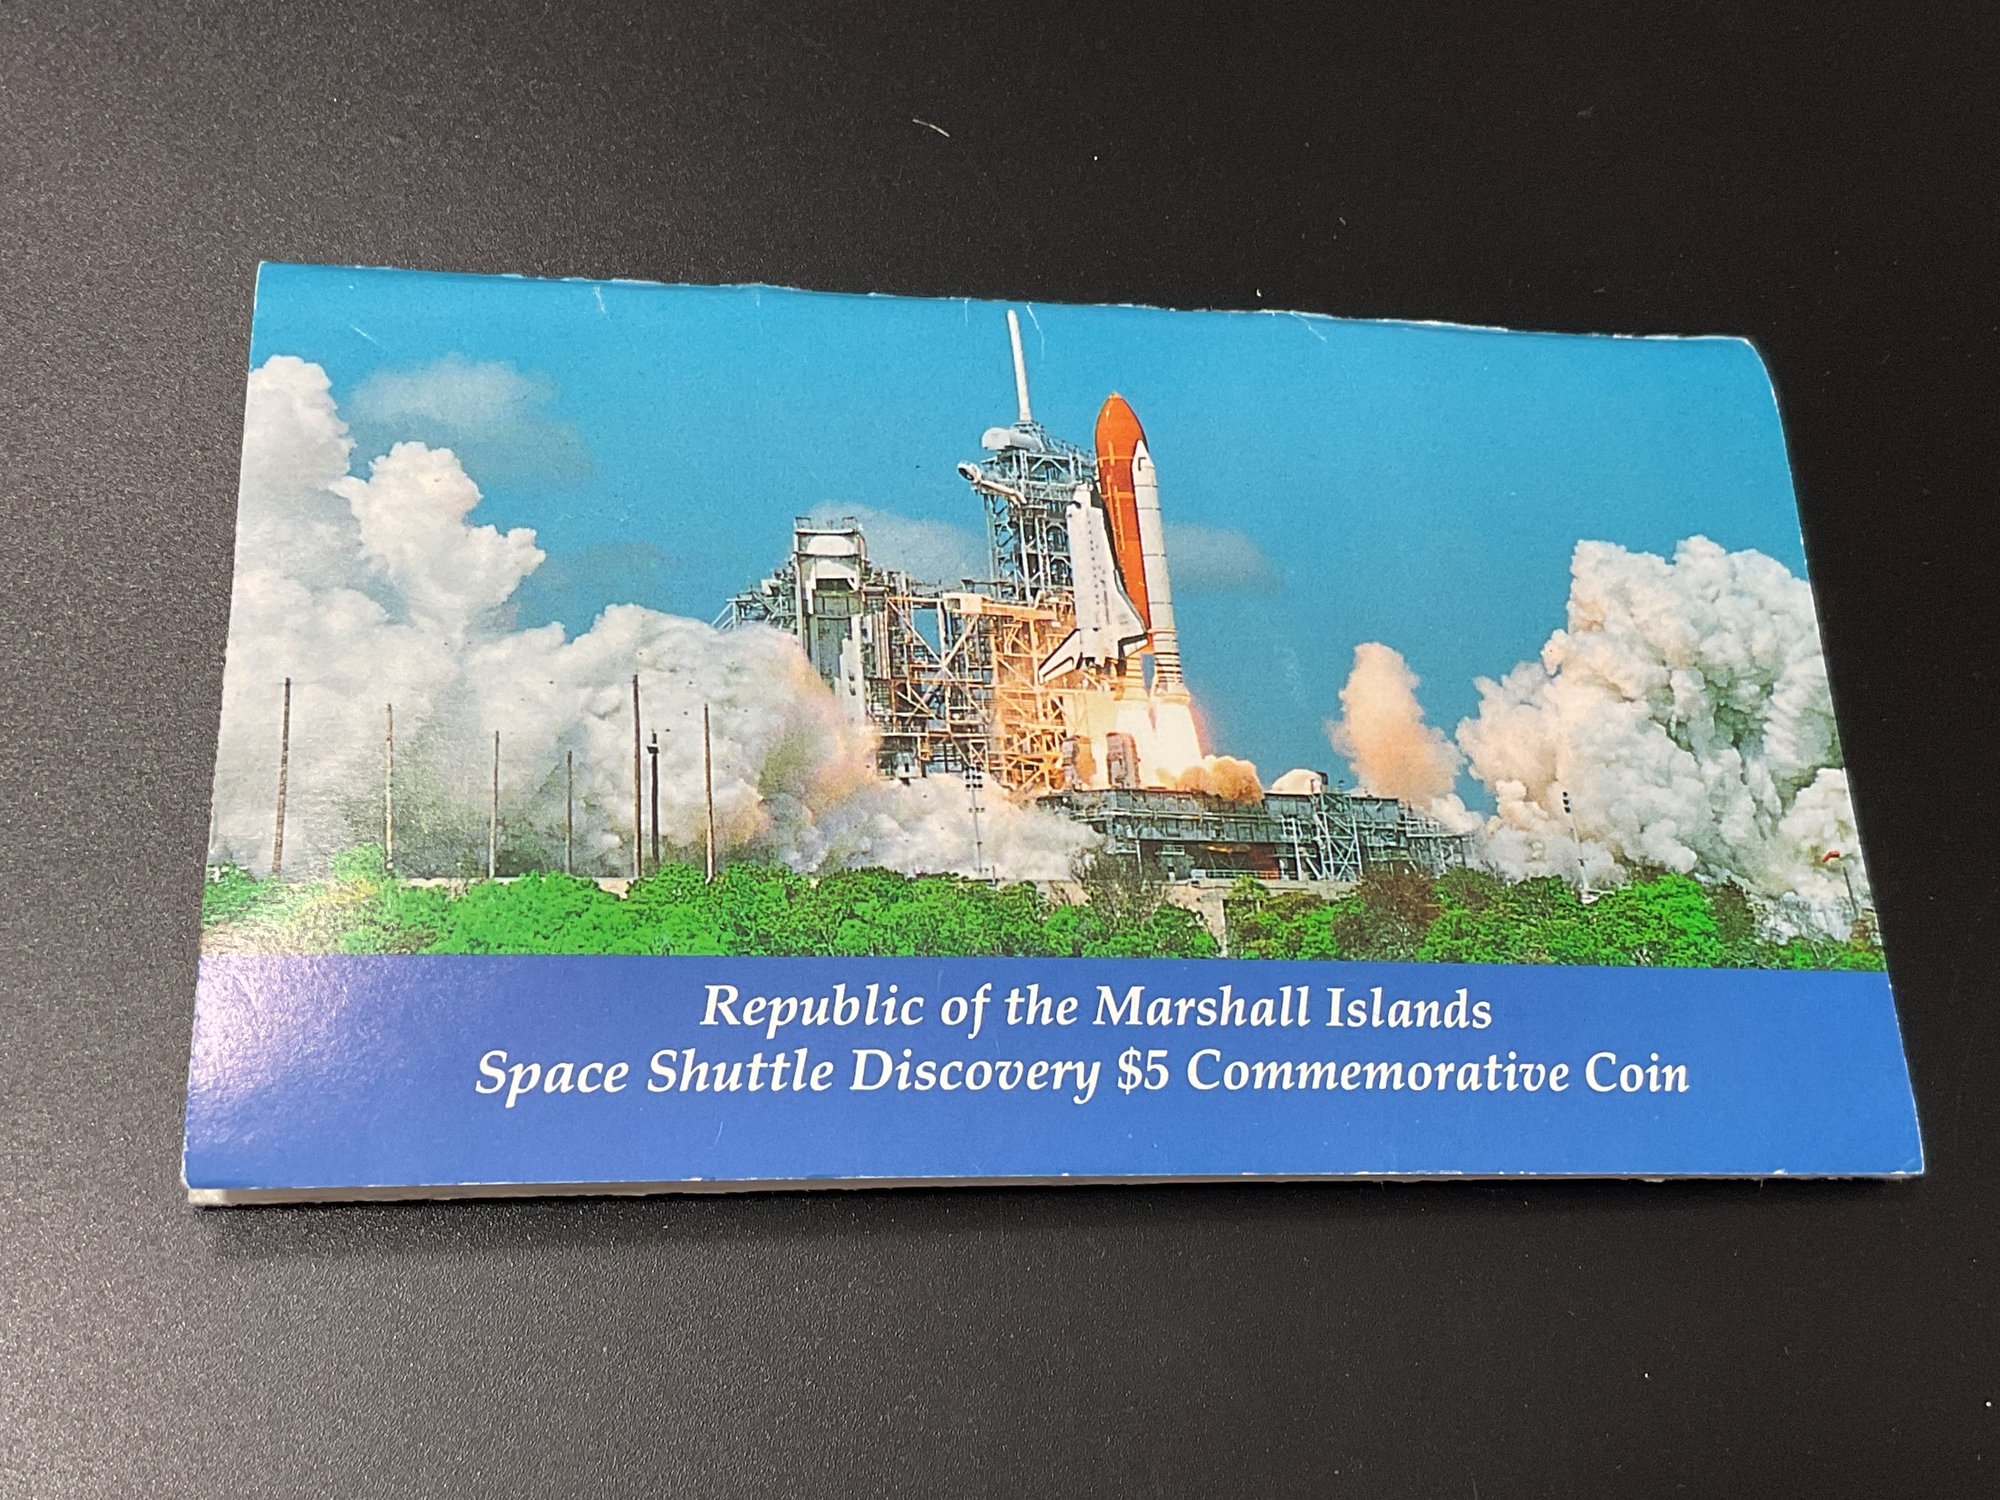 Republic of the Marshall Islands
Space Shuttle Discovery $5 Commemorative Coin